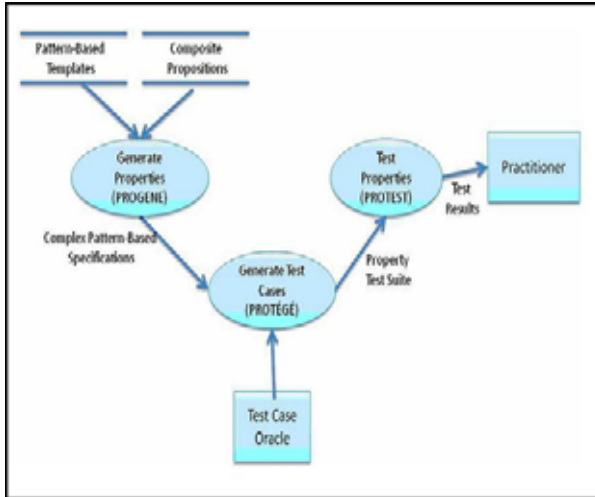 Pattern-Based
Templates
Composite
Propositions
Generate
Properties
(PROGENE)
Test
Properties
(PROTEST)
Practitioner
Test
Results
Complex Pattern-Based
Specifications
Generate Test
Cases
(PROTÉGÉ)
Property
Test Suite
Test Case
Oracle